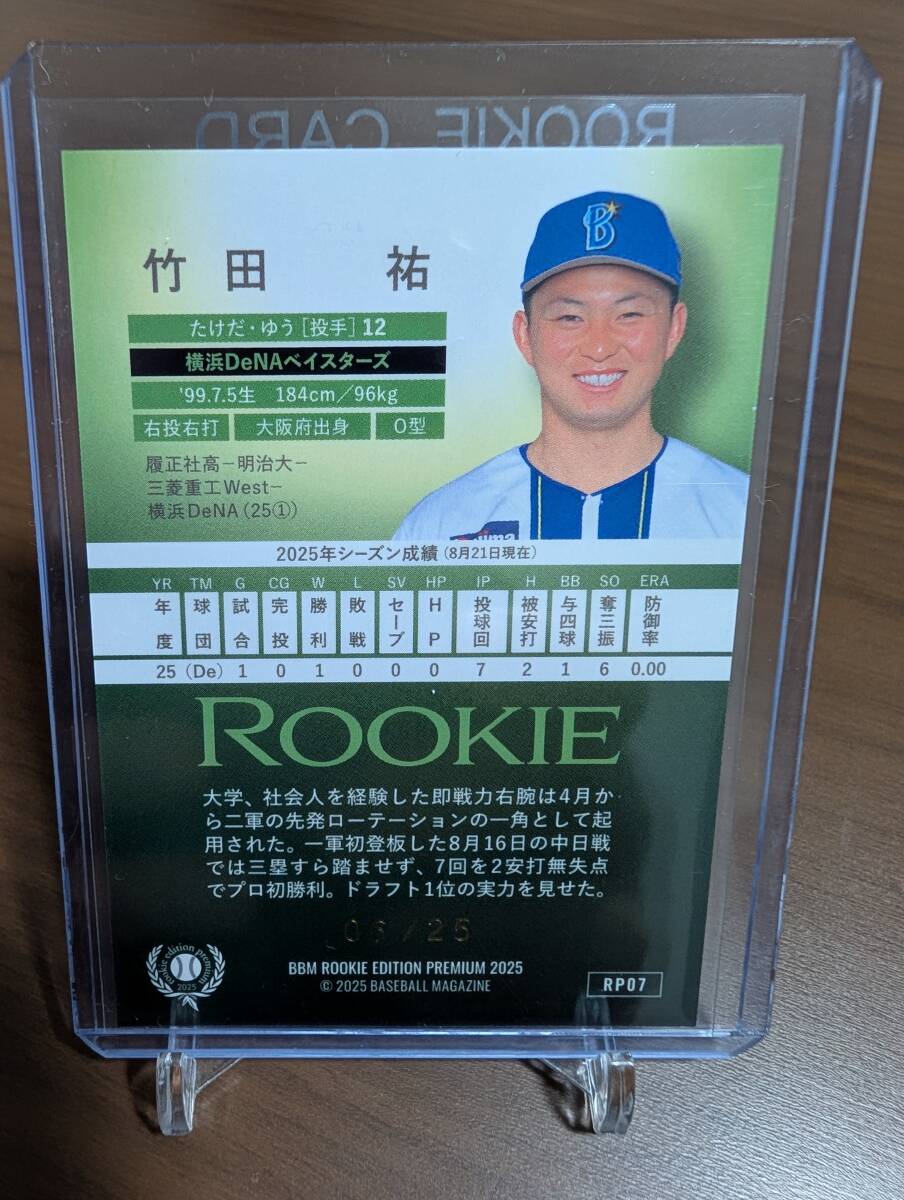 ROOKIE CARD
竹田 祐
たけだ・ゆう[投手]12
横浜DeNAベイスターズ
'99.7.5生 184cm/96kg
右投右打 大阪府出身 O型
履正社高－明治大－
三菱重工West－
横浜DeNA(25①)
2025年シーズン成績(8月21日現在)
YR TM G CG W L SV HP IP H BB SO ERA
年度 球団 試合 完投 勝利 敗戦 セーブ HP 投球回 被安打 与四球 奪三振 防御率
25 (De) 1 0 1 0 0 0 7 2 1 6 0.00
ROOKIE
大学、社会人を経験した即戦力右腕は4月か
ら二軍の先発ローテーションの一角として起
用された。一軍初登板した8月16日の中日戦
では三塁すら踏ませず、7回を2安打無失点
でプロ初勝利。ドラフト1位の実力を見せた。
06/25
rookie edition premium
2025
BBM ROOKIE EDITION PREMIUM 2025
© 2025 BASEBALL MAGAZINE
RP07